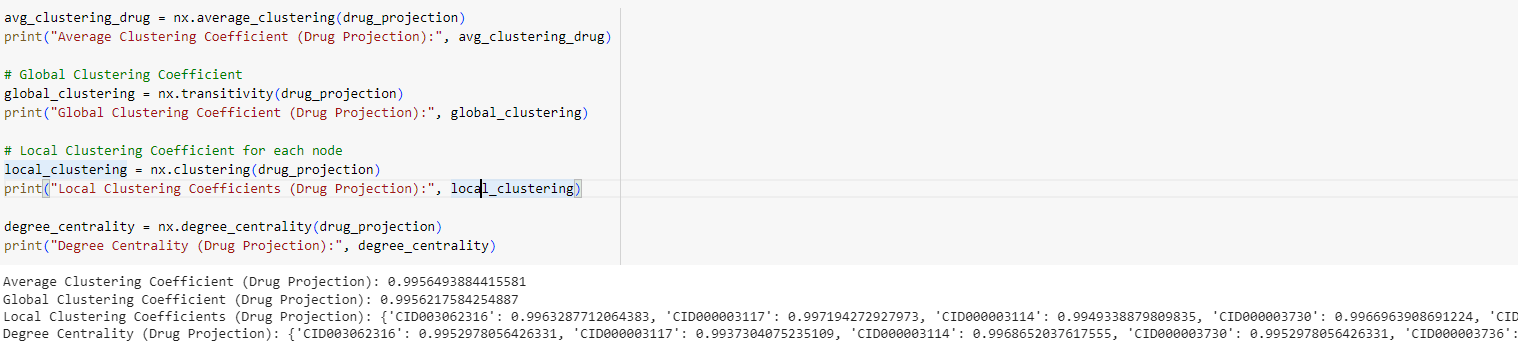 avg_clustering_drug = nx.average_clustering(drug_projection)
print("Average Clustering Coefficient (Drug Projection):", avg_clustering_drug)
# Global Clustering Coefficient
global_clustering = nx.transitivity(drug_projection)
print("Global Clustering Coefficient (Drug Projection):", global_clustering)
# Local Clustering Coefficient for each node
local_clustering = nx.clustering(drug_projection)
print("Local Clustering Coefficients (Drug Projection):", local_clustering)
degree_centrality = nx.degree_centrality(drug_projection)
print("Degree Centrality (Drug Projection):", degree_centrality)
Average Clustering Coefficient (Drug Projection): 0.9956493884415581
Global Clustering Coefficient (Drug Projection): 0.9956217584254887
Local Clustering Coefficients (Drug Projection): {'CID003062316': 0.9963287712064383, 'CID000003117': 0.997194272927973, 'CID000003114': 0.9949338879809835, 'CID000003730': 0.9966963908691224, 'CID
Degree Centrality (Drug Projection): {'CID003062316': 0.9952978056426331, 'CID000003117': 0.9937304075235109, 'CID000003114': 0.9968652037617555, 'CID000003730': 0.9952978056426331, 'CID000003736':